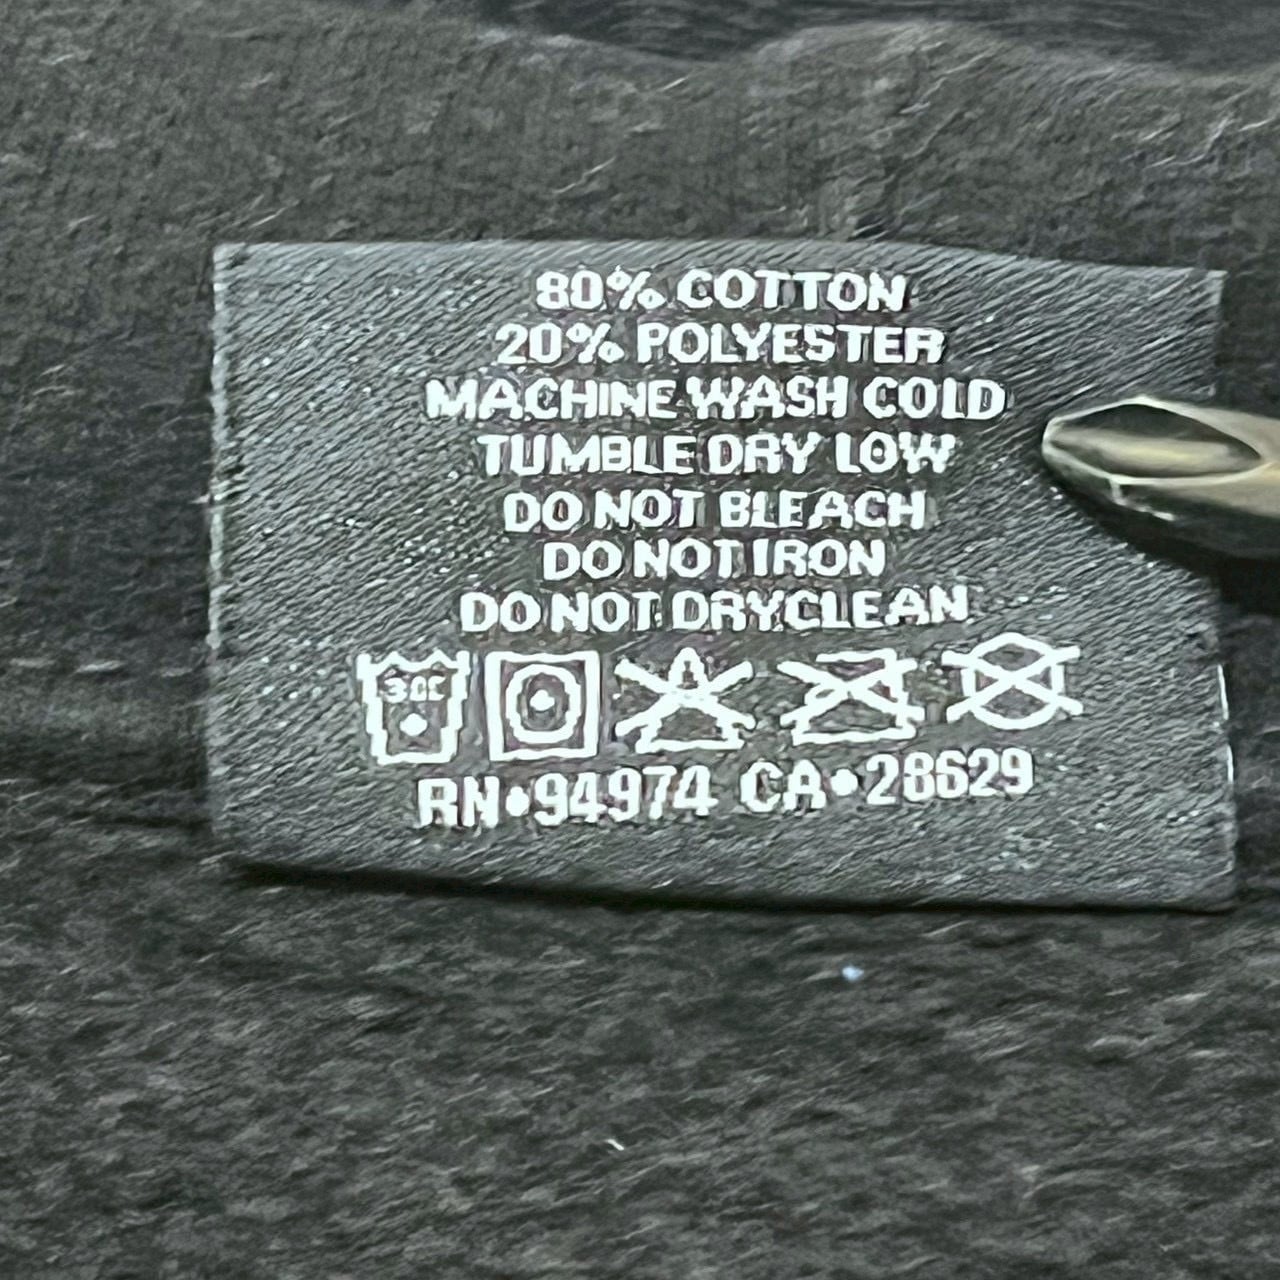 80% COTTON
20% POLYESTER
MACHINE WASH COLD
TUMBLE DRY LOW
DO NOT BLEACH
DO NOT IRON
DO NOT DRYCLEAN
RN•94974 CA•28629